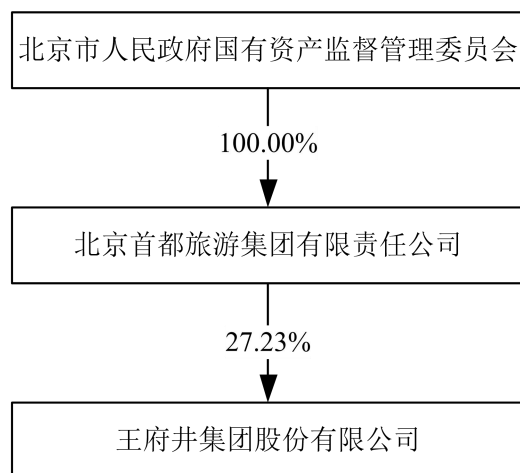 北京市人民政府国有资产监督管理委员会
100.00%
北京首都旅游集团有限责任公司
27.23%
王府井集团股份有限公司